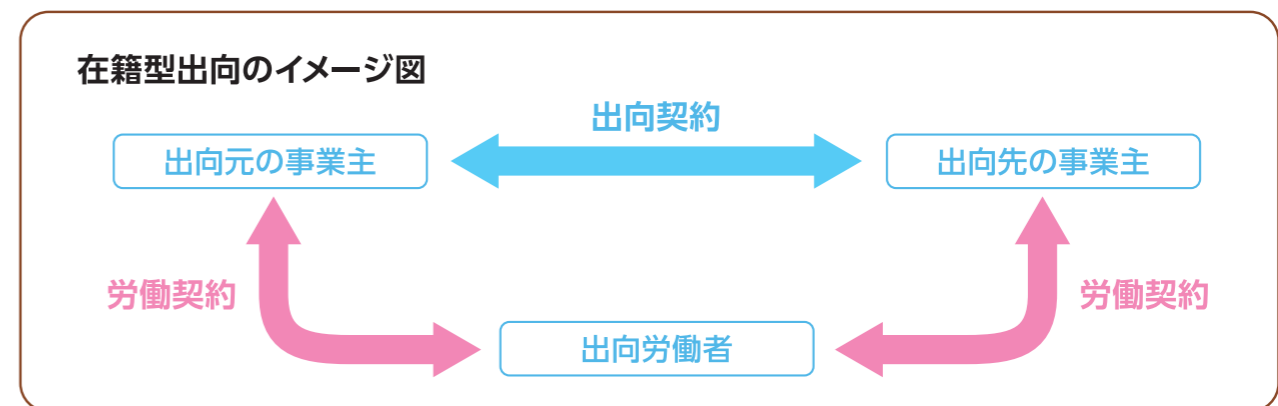 在籍型出向のイメージ図
出向契約
出向元の事業主
出向先の事業主
労働契約
労働契約
出向労働者